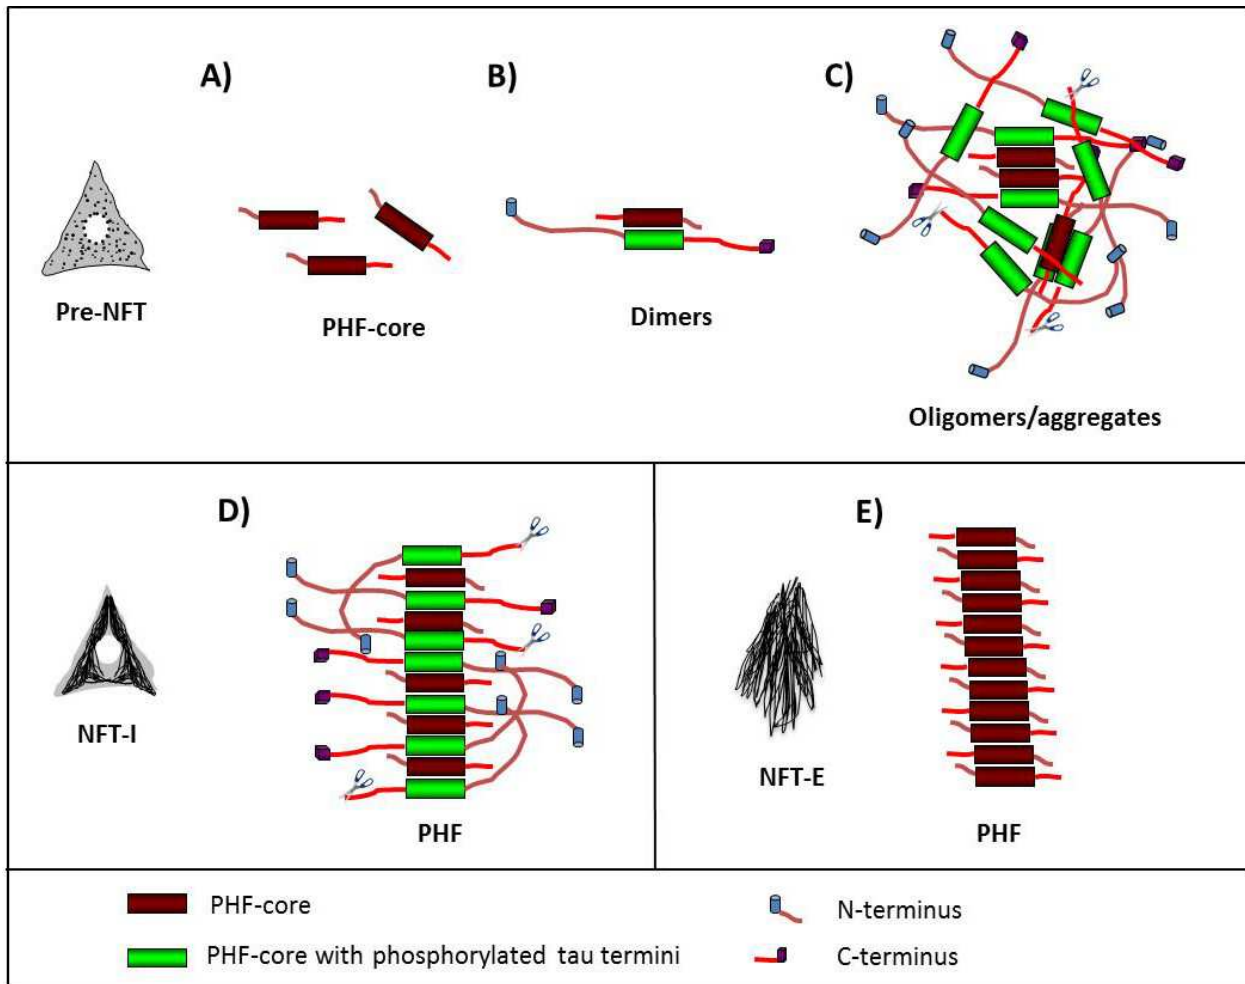 A)
B)
C)
Pre-NFT
PHF-core
Dimers
Oligomers/aggregates
D)
E)
NFT-I
PHF
NFT-E
PHF
PHF-core
N-terminus
PHF-core with phosphorylated tau termini
C-terminus